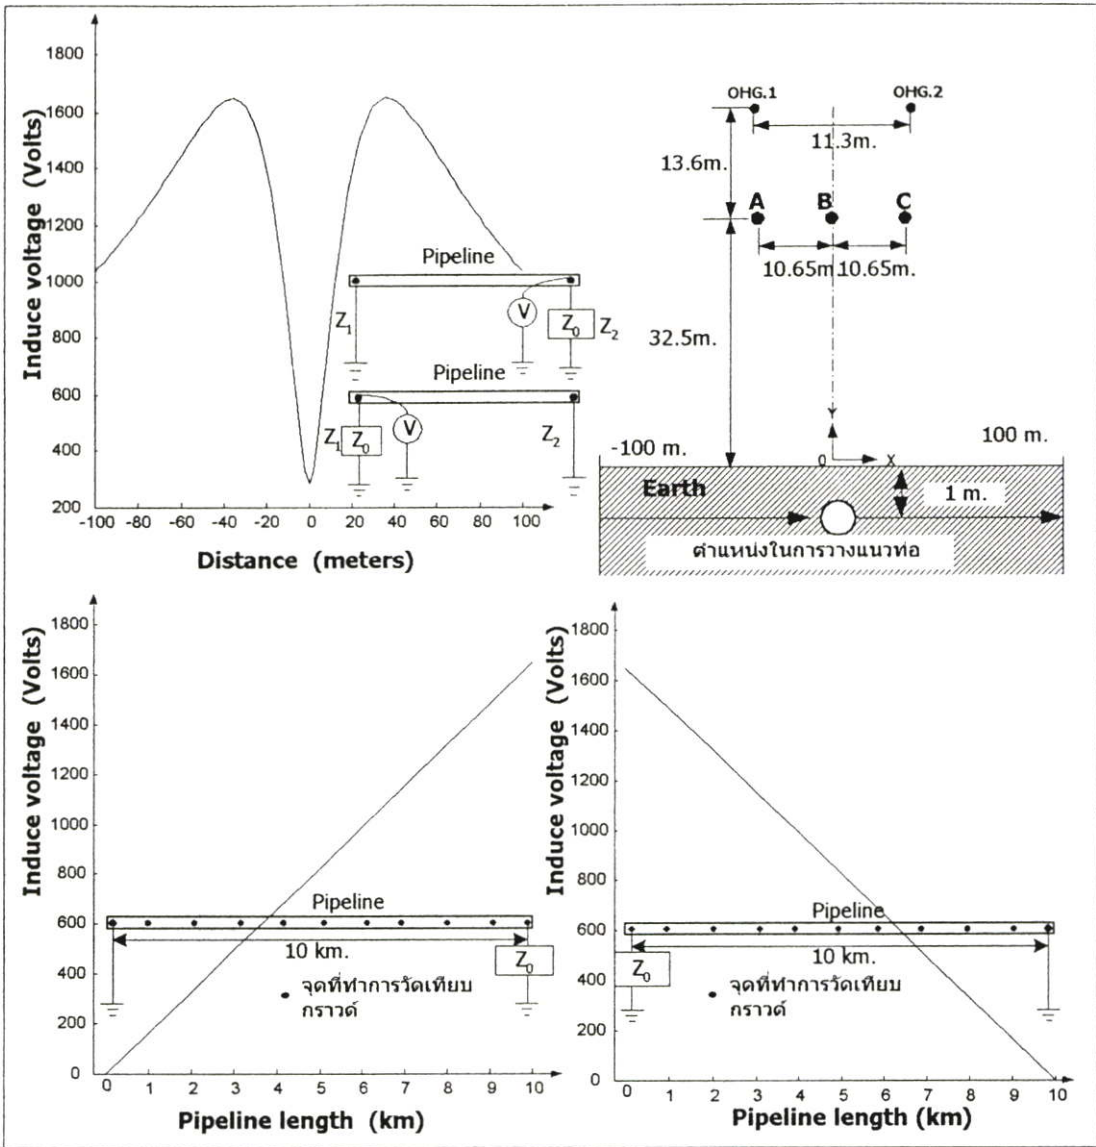 Induce voltage (Volts)
1800
1600
1400
1200
1000
800
600
400
200
-100
-80
-60
-40
-20
0
20
40
60
80
100
Distance (meters)
Pipeline
Z1
V
Z0
Z2
Pipeline
Z1
Z0
V
Z2
OHG.1
OHG.2
11.3m.
13.6m.
A
B
C
10.65m.
10.65m.
32.5m.
Y
0
X
-100 m.
100 m.
Earth
1 m.
ตำแหน่งในการวางแนวท่อ
Induce voltage (Volts)
1800
1600
1400
1200
1000
800
600
400
200
0
Pipeline
10 km.
Z0
จุดที่ทำการวัดเทียบ
กราวด์
0
1
2
3
4
5
6
7
8
9
10
Pipeline length (km)
Induce voltage (Volts)
1800
1600
1400
1200
1000
800
600
400
600
200
0
Pipeline
10 km.
Z0
จุดที่ทำการวัดเทียบ
กราวด์
0
1
2
3
4
5
6
7
8
9
10
Pipeline length (km)